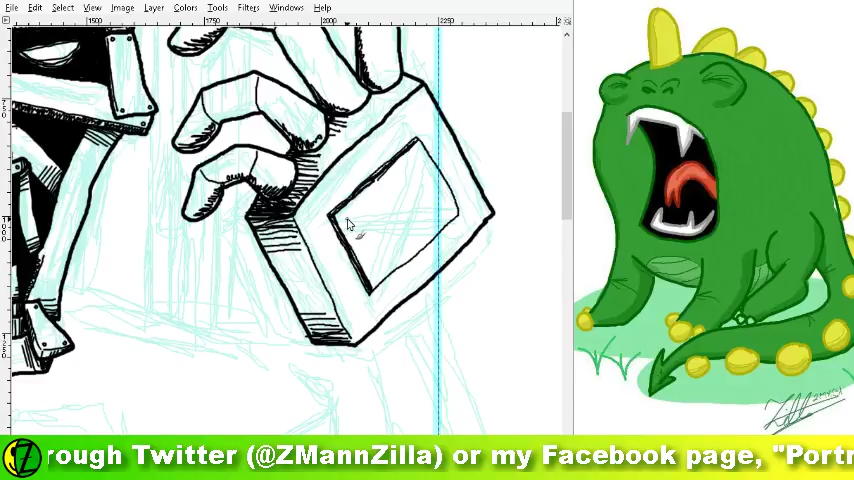 File Edit Select View Image Layer Colors Tools Filters Windows Help
1500 1750 2000 2250
rough Twitter (@ZMannZilla) or my Facebook page, "Portr